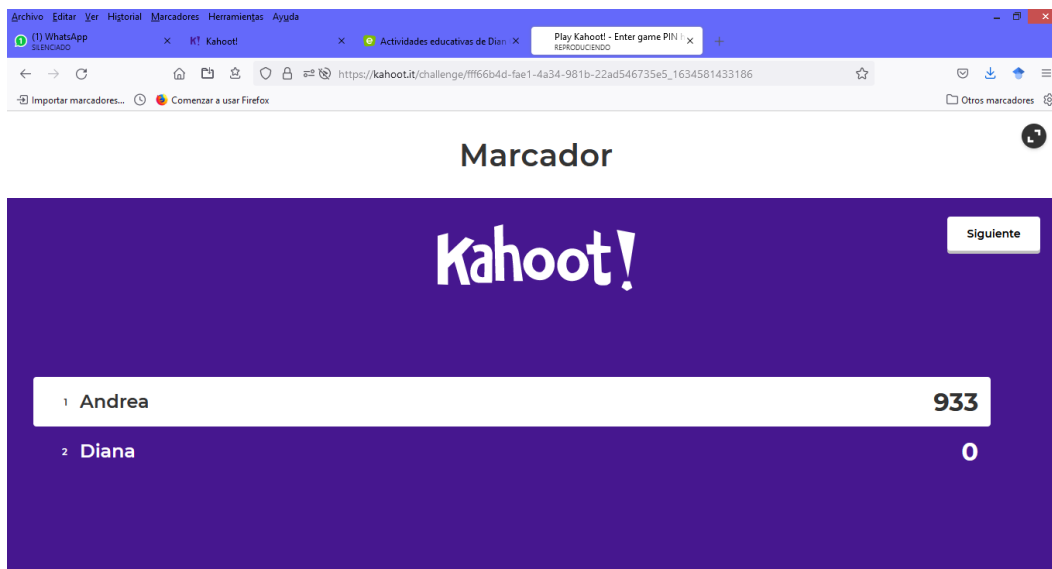 Archivo Editar Ver Historial Marcadores Herramientas Ayuda
(1) WhatsApp
SILENCIADO
K! Kahoot!
Actividades educativas de Dian
Play Kahoot! - Enter game PIN h
REPRODUCIENDO
https://kahoot.it/challenge/fff66b4d-fae1-4a34-981b-22ad546735e5_1634581433186
Importar marcadores... Comenzar a usar Firefox
Otros marcadores
Marcador
Siguiente
Kahoot!
1 Andrea 933
2 Diana 0